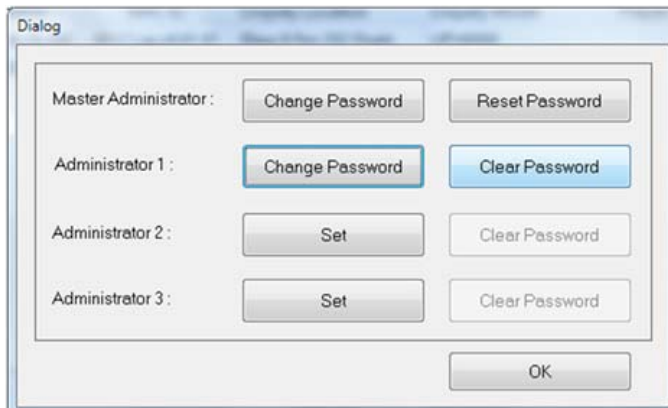 Dialog
Master Administrator : Change Password Reset Password
Administrator 1 : Change Password Clear Password
Administrator 2 : Set Clear Password
Administrator 3 : Set Clear Password
OK